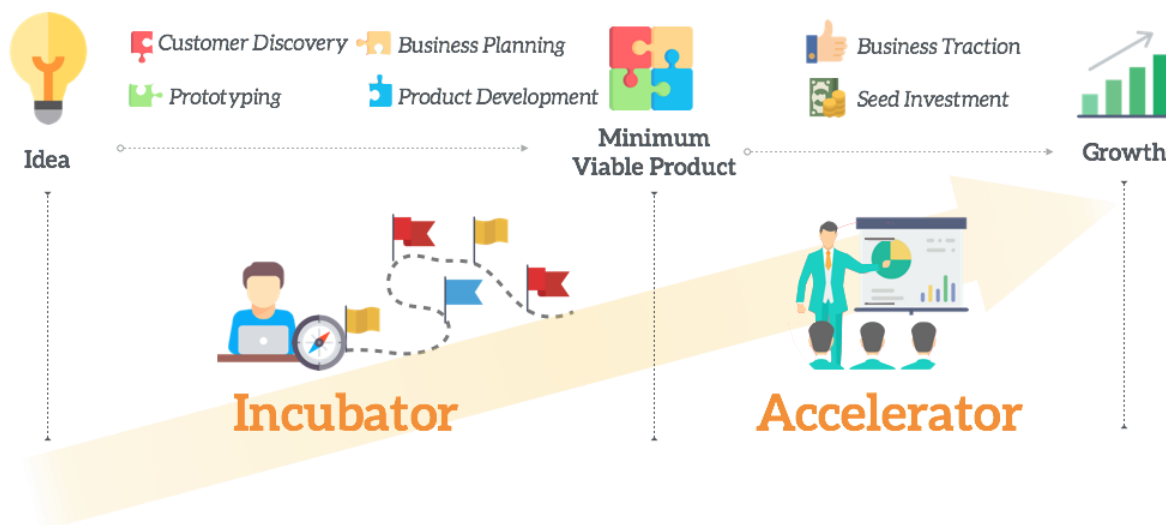 Customer Discovery
Business Planning
Prototyping
Product Development
Idea
Minimum
Viable Product
Business Traction
Seed Investment
Growth
Incubator
Accelerator